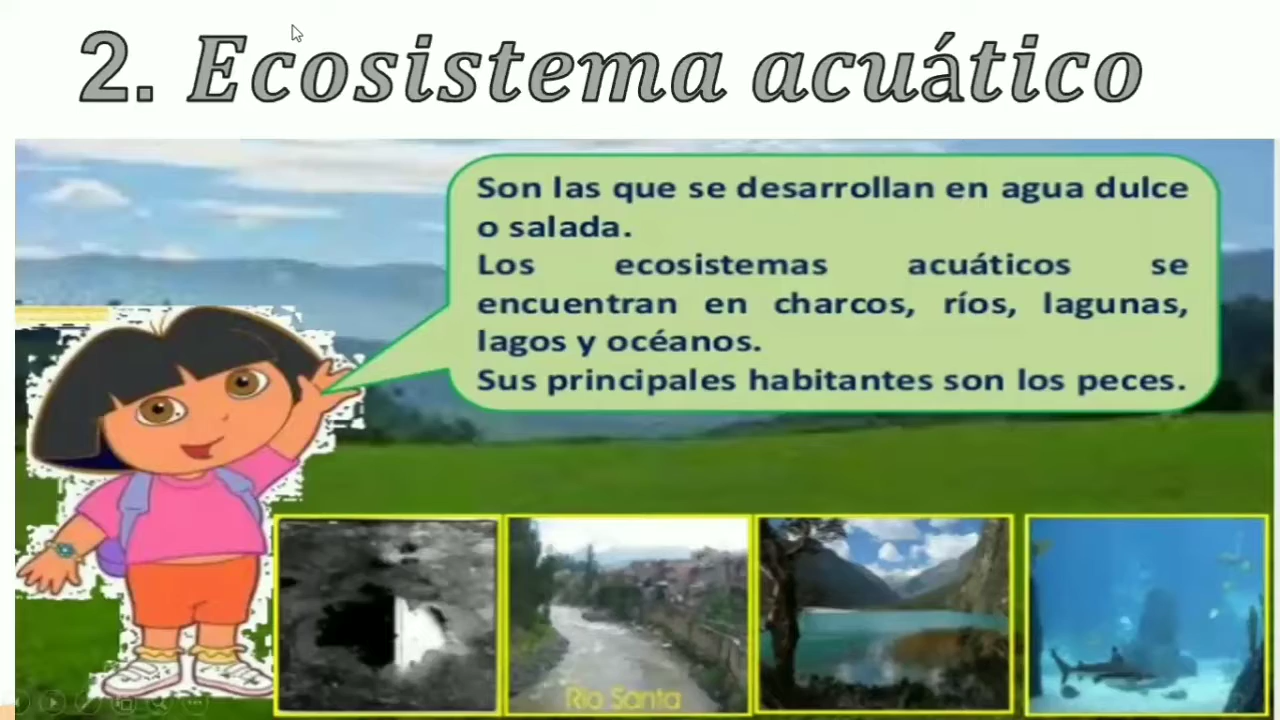 2. Ecosistema acuático
Son las que se desarrollan en agua dulce
o salada.
Los ecosistemas acuáticos se
encuentran en charcos, ríos, lagunas,
lagos y océanos.
Sus principales habitantes son los peces.
Rio Santa